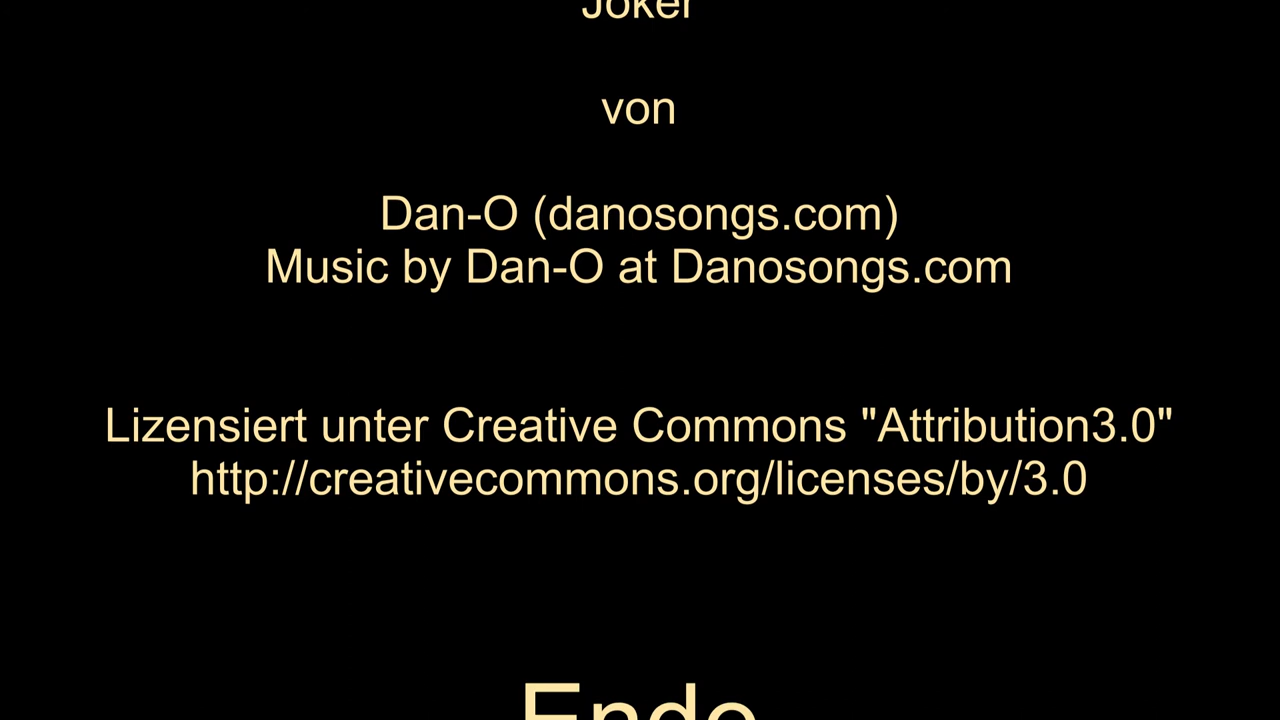 Joker
von
Dan-O (danosongs.com)
Music by Dan-O at Danosongs.com
Lizensiert unter Creative Commons "Attribution3.0"
http://creativecommons.org/licenses/by/3.0
Ende